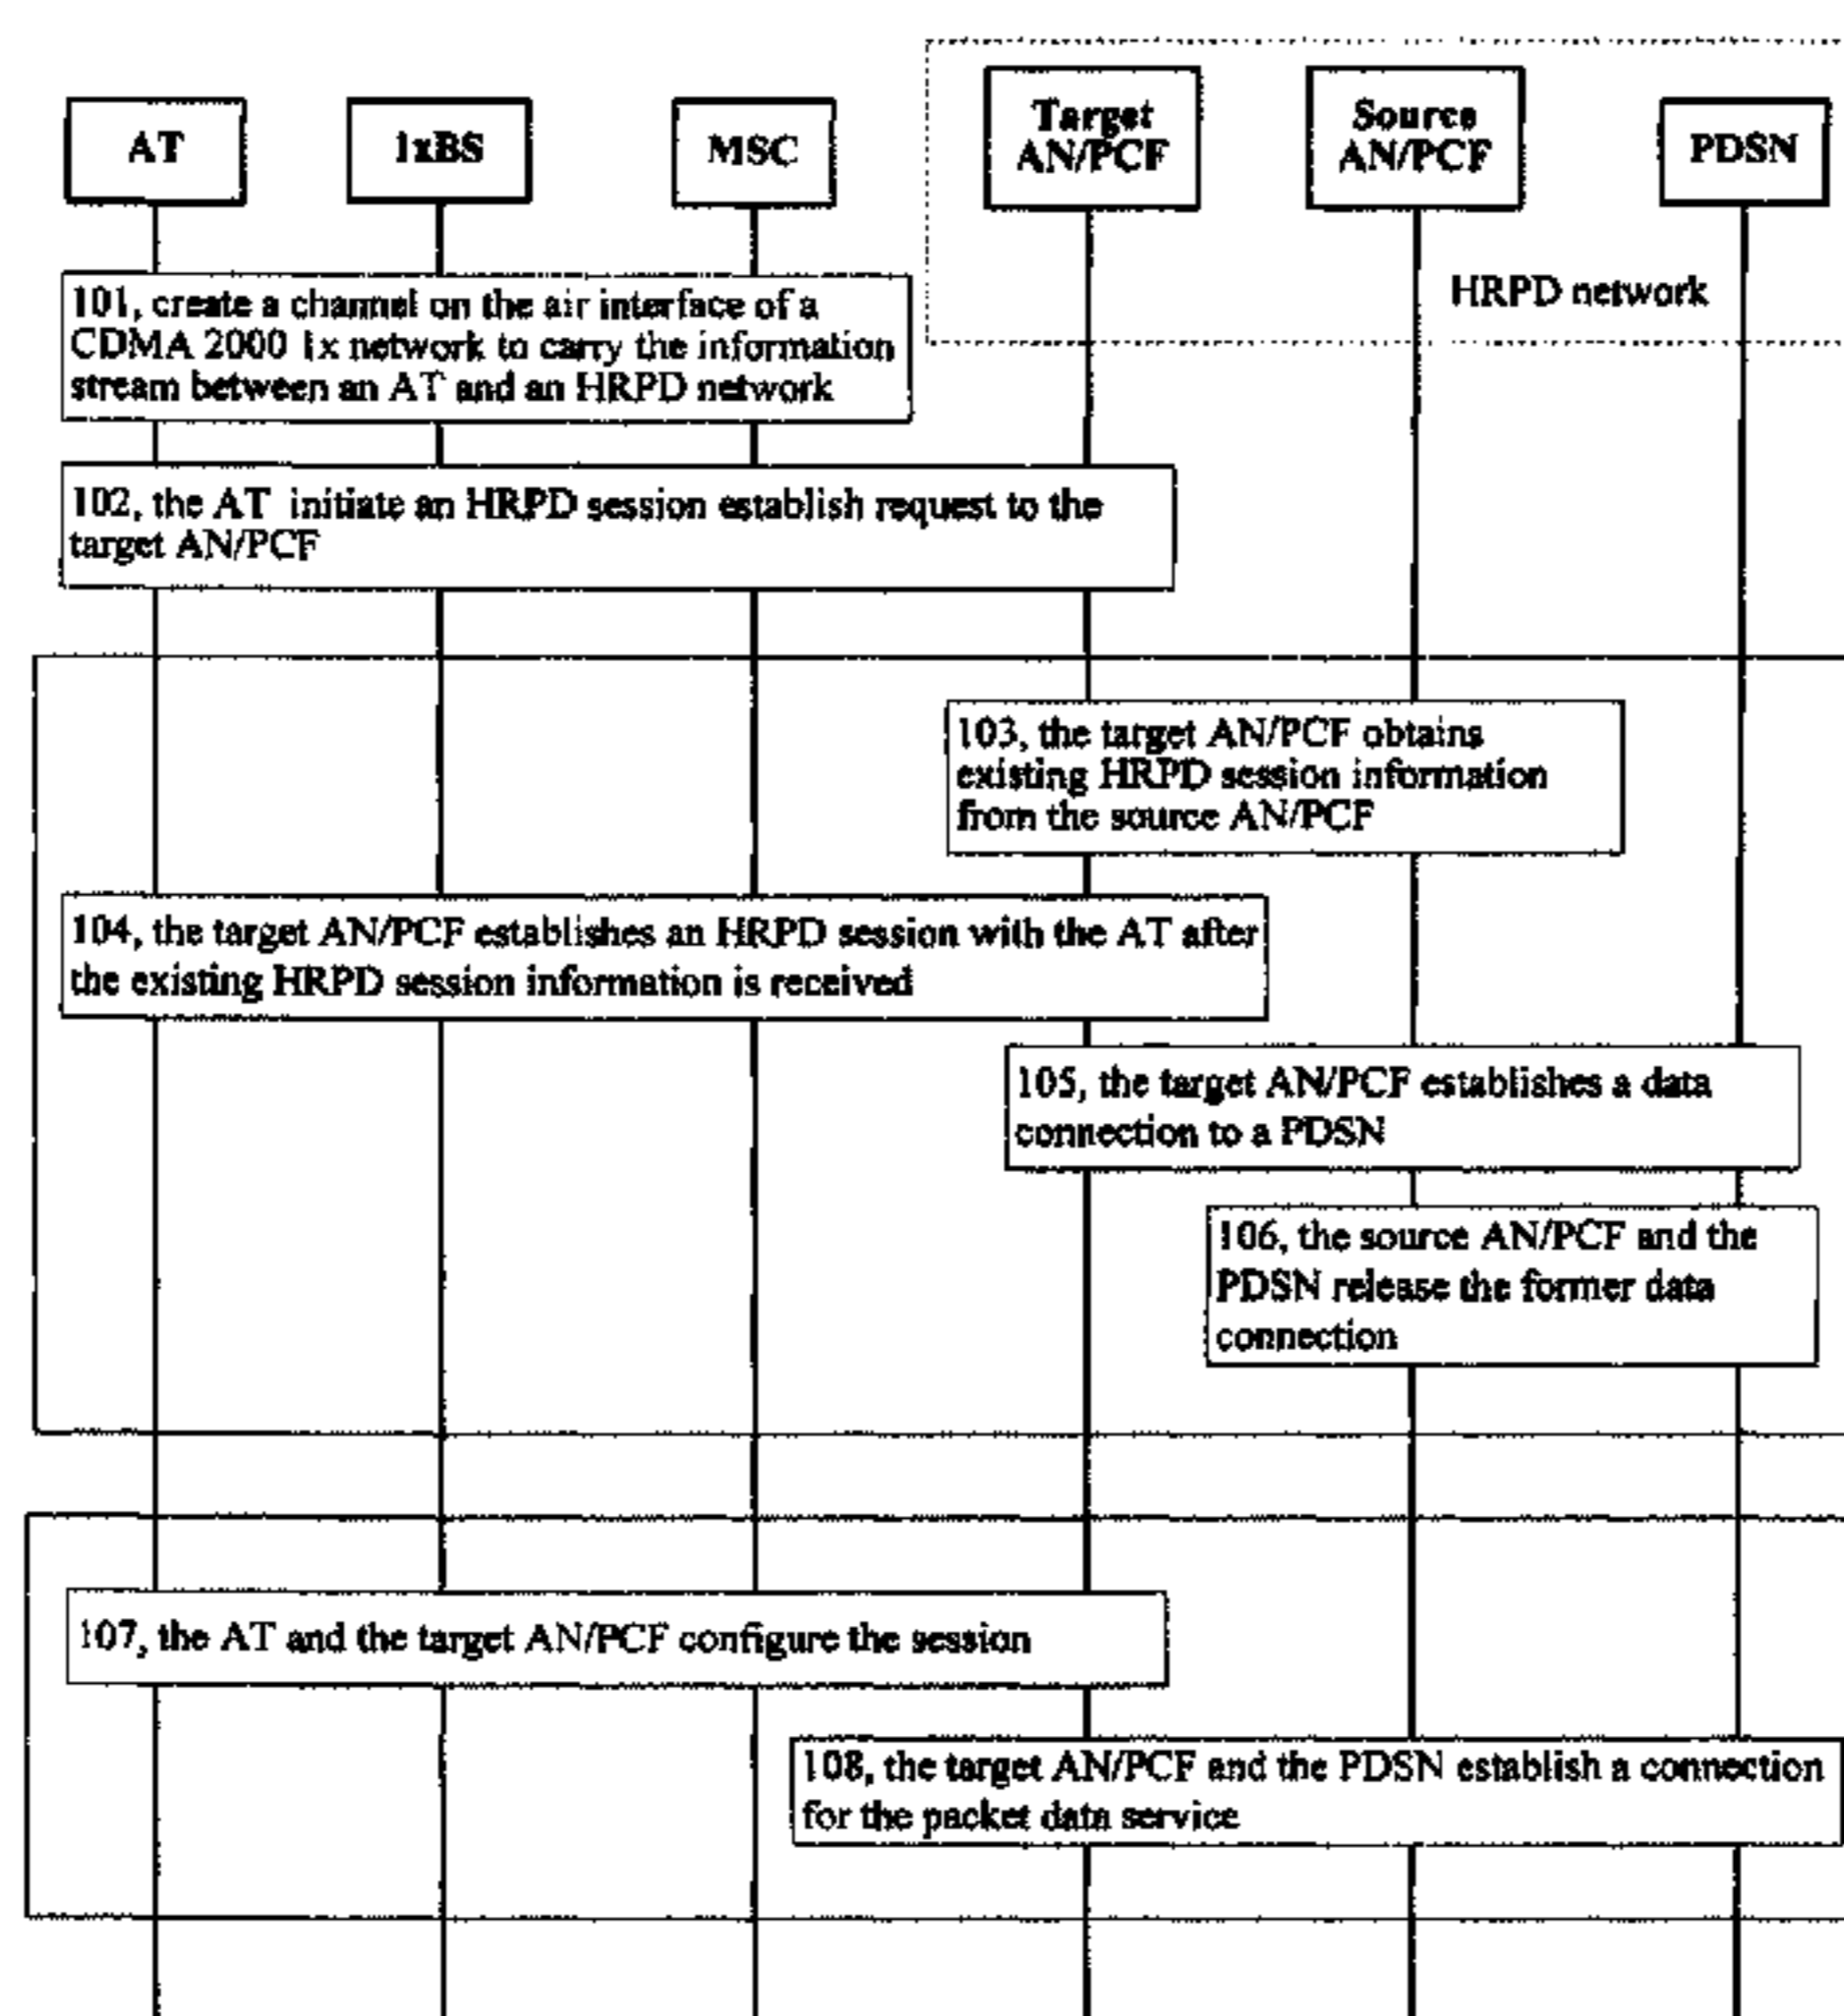 AT
1xBS
MSC
Target
AN/PCF
Source
AN/PCF
PDSN
HRPD network
101, create a channel on the air interface of a
CDMA 2000 1x network to carry the information
stream between an AT and an HRPD network
102, the AT initiate an HRPD session establish request to the
target AN/PCF
103, the target AN/PCF obtains
existing HRPD session information
from the source AN/PCF
104, the target AN/PCF establishes an HRPD session with the AT after
the existing HRPD session information is received
105, the target AN/PCF establishes a data
connection to a PDSN
106, the source AN/PCF and the
PDSN release the former data
connection
107, the AT and the target AN/PCF configure the session
108, the target AN/PCF and the PDSN establish a connection
for the packet data service